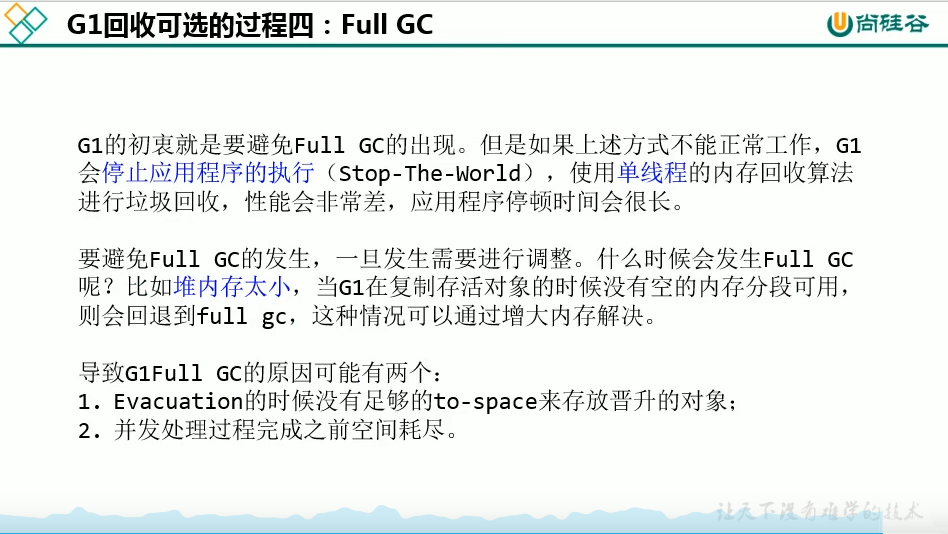 G1回收可选的过程四：Full GC
尚硅谷
G1的初衷就是要避免Full GC的出现。但是如果上述方式不能正常工作，G1
会停止应用程序的执行（Stop-The-World），使用单线程的内存回收算法
进行垃圾回收，性能会非常差，应用程序停顿时间会很长。
要避免Full GC的发生，一旦发生需要进行调整。什么时候会发生Full GC
呢？比如堆内存太小，当G1在复制存活对象的时候没有空的内存分段可用，
则会回退到full gc，这种情况可以通过增大内存解决。
导致G1Full GC的原因可能有两个：
1. Evacuation的时候没有足够的to-space来存放晋升的对象；
2. 并发处理过程完成之前空间耗尽。
让天下没有难学的技术